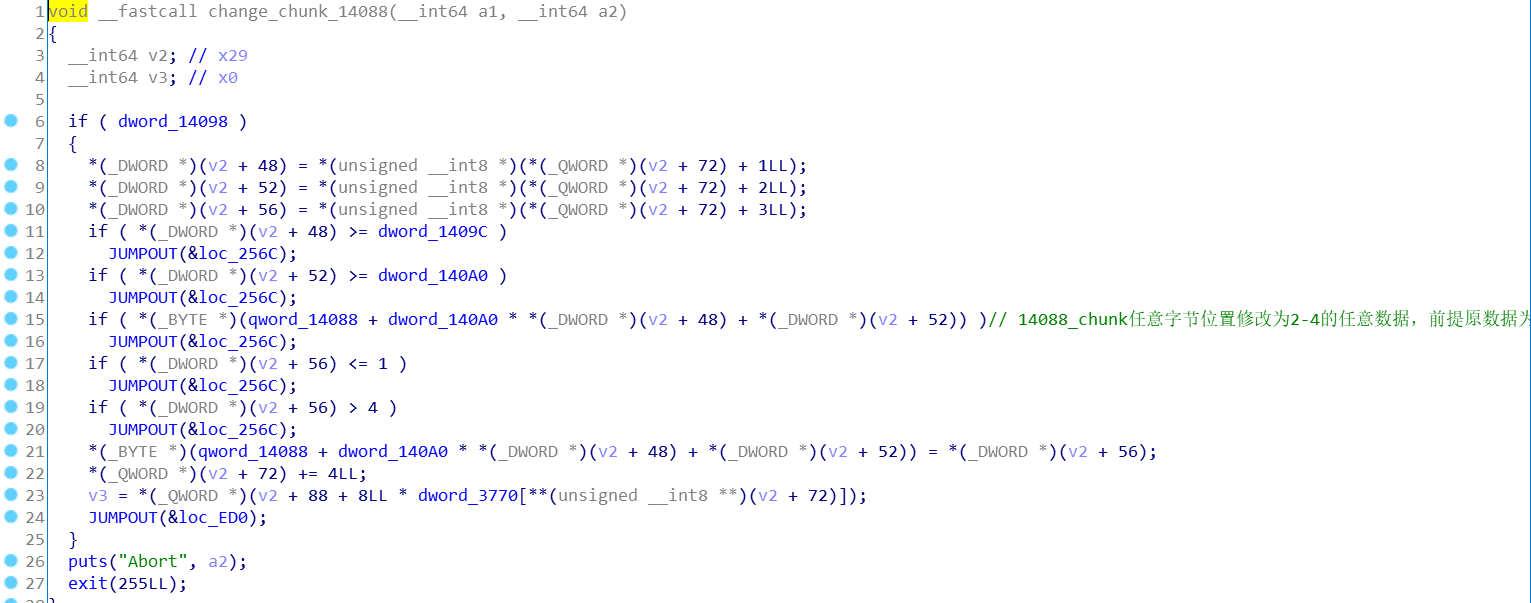 1 void __fastcall change_chunk_14088(__int64 a1, __int64 a2)
2 {
3 __int64 v2; // x29
4 __int64 v3; // x0
5
6 if ( dword_14098 )
7 {
8 *(_DWORD *)(v2 + 48) = *(unsigned __int8 *)(*(_QWORD *)(v2 + 72) + 1LL);
9 *(_DWORD *)(v2 + 52) = *(unsigned __int8 *)(*(_QWORD *)(v2 + 72) + 2LL);
10 *(_DWORD *)(v2 + 56) = *(unsigned __int8 *)(*(_QWORD *)(v2 + 72) + 3LL);
11 if ( *(_DWORD *)(v2 + 48) >= dword_1409C )
12 JUMPOUT(&loc_256C);
13 if ( *(_DWORD *)(v2 + 52) >= dword_140A0 )
14 JUMPOUT(&loc_256C);
15 if ( *(_BYTE *)(qword_14088 + dword_140A0 * *(_DWORD *)(v2 + 48) + *(_DWORD *)(v2 + 52)) )// 14088_chunk任意字节位置修改为2-4的任意数据，前提原数据为
16 JUMPOUT(&loc_256C);
17 if ( *(_DWORD *)(v2 + 56) <= 1 )
18 JUMPOUT(&loc_256C);
19 if ( *(_DWORD *)(v2 + 56) > 4 )
20 JUMPOUT(&loc_256C);
21 *(_BYTE *)(qword_14088 + dword_140A0 * *(_DWORD *)(v2 + 48) + *(_DWORD *)(v2 + 52)) = *(_DWORD *)(v2 + 56);
22 *(_QWORD *)(v2 + 72) += 4LL;
23 v3 = *(_QWORD *)(v2 + 88 + 8LL * dword_3770[**(unsigned __int8 **)(v2 + 72)]);
24 JUMPOUT(&loc_ED0);
25 }
26 puts("Abort", a2);
27 exit(255LL);